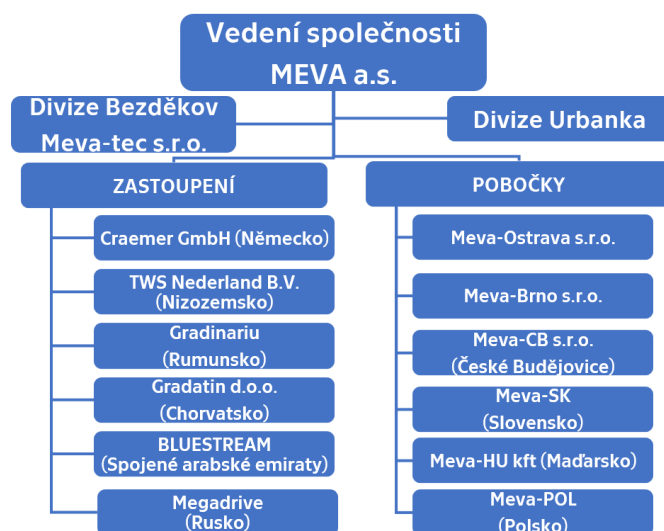 Vedení společnosti
MEVA a.s.
Divize Bezděkov
Meva-tec s.r.o.
Divize Urbanka
ZASTOUPENÍ
Craemer GmbH (Německo)
TWS Nederland B.V.
(Nizozemsko)
Gradinariu
(Rumunsko)
Gradatin d.o.o.
(Chorvatsko)
BLUESTREAM
(Spojené arabské emiraty)
Megadrive
(Rusko)
POBOČKY
Meva-Ostrava s.r.o.
Meva-Brno s.r.o.
Meva-CB s.r.o.
(České Budějovice)
Meva-SK
(Slovensko)
Meva-HU kft (Maďarsko)
Meva-POL
(Polsko)